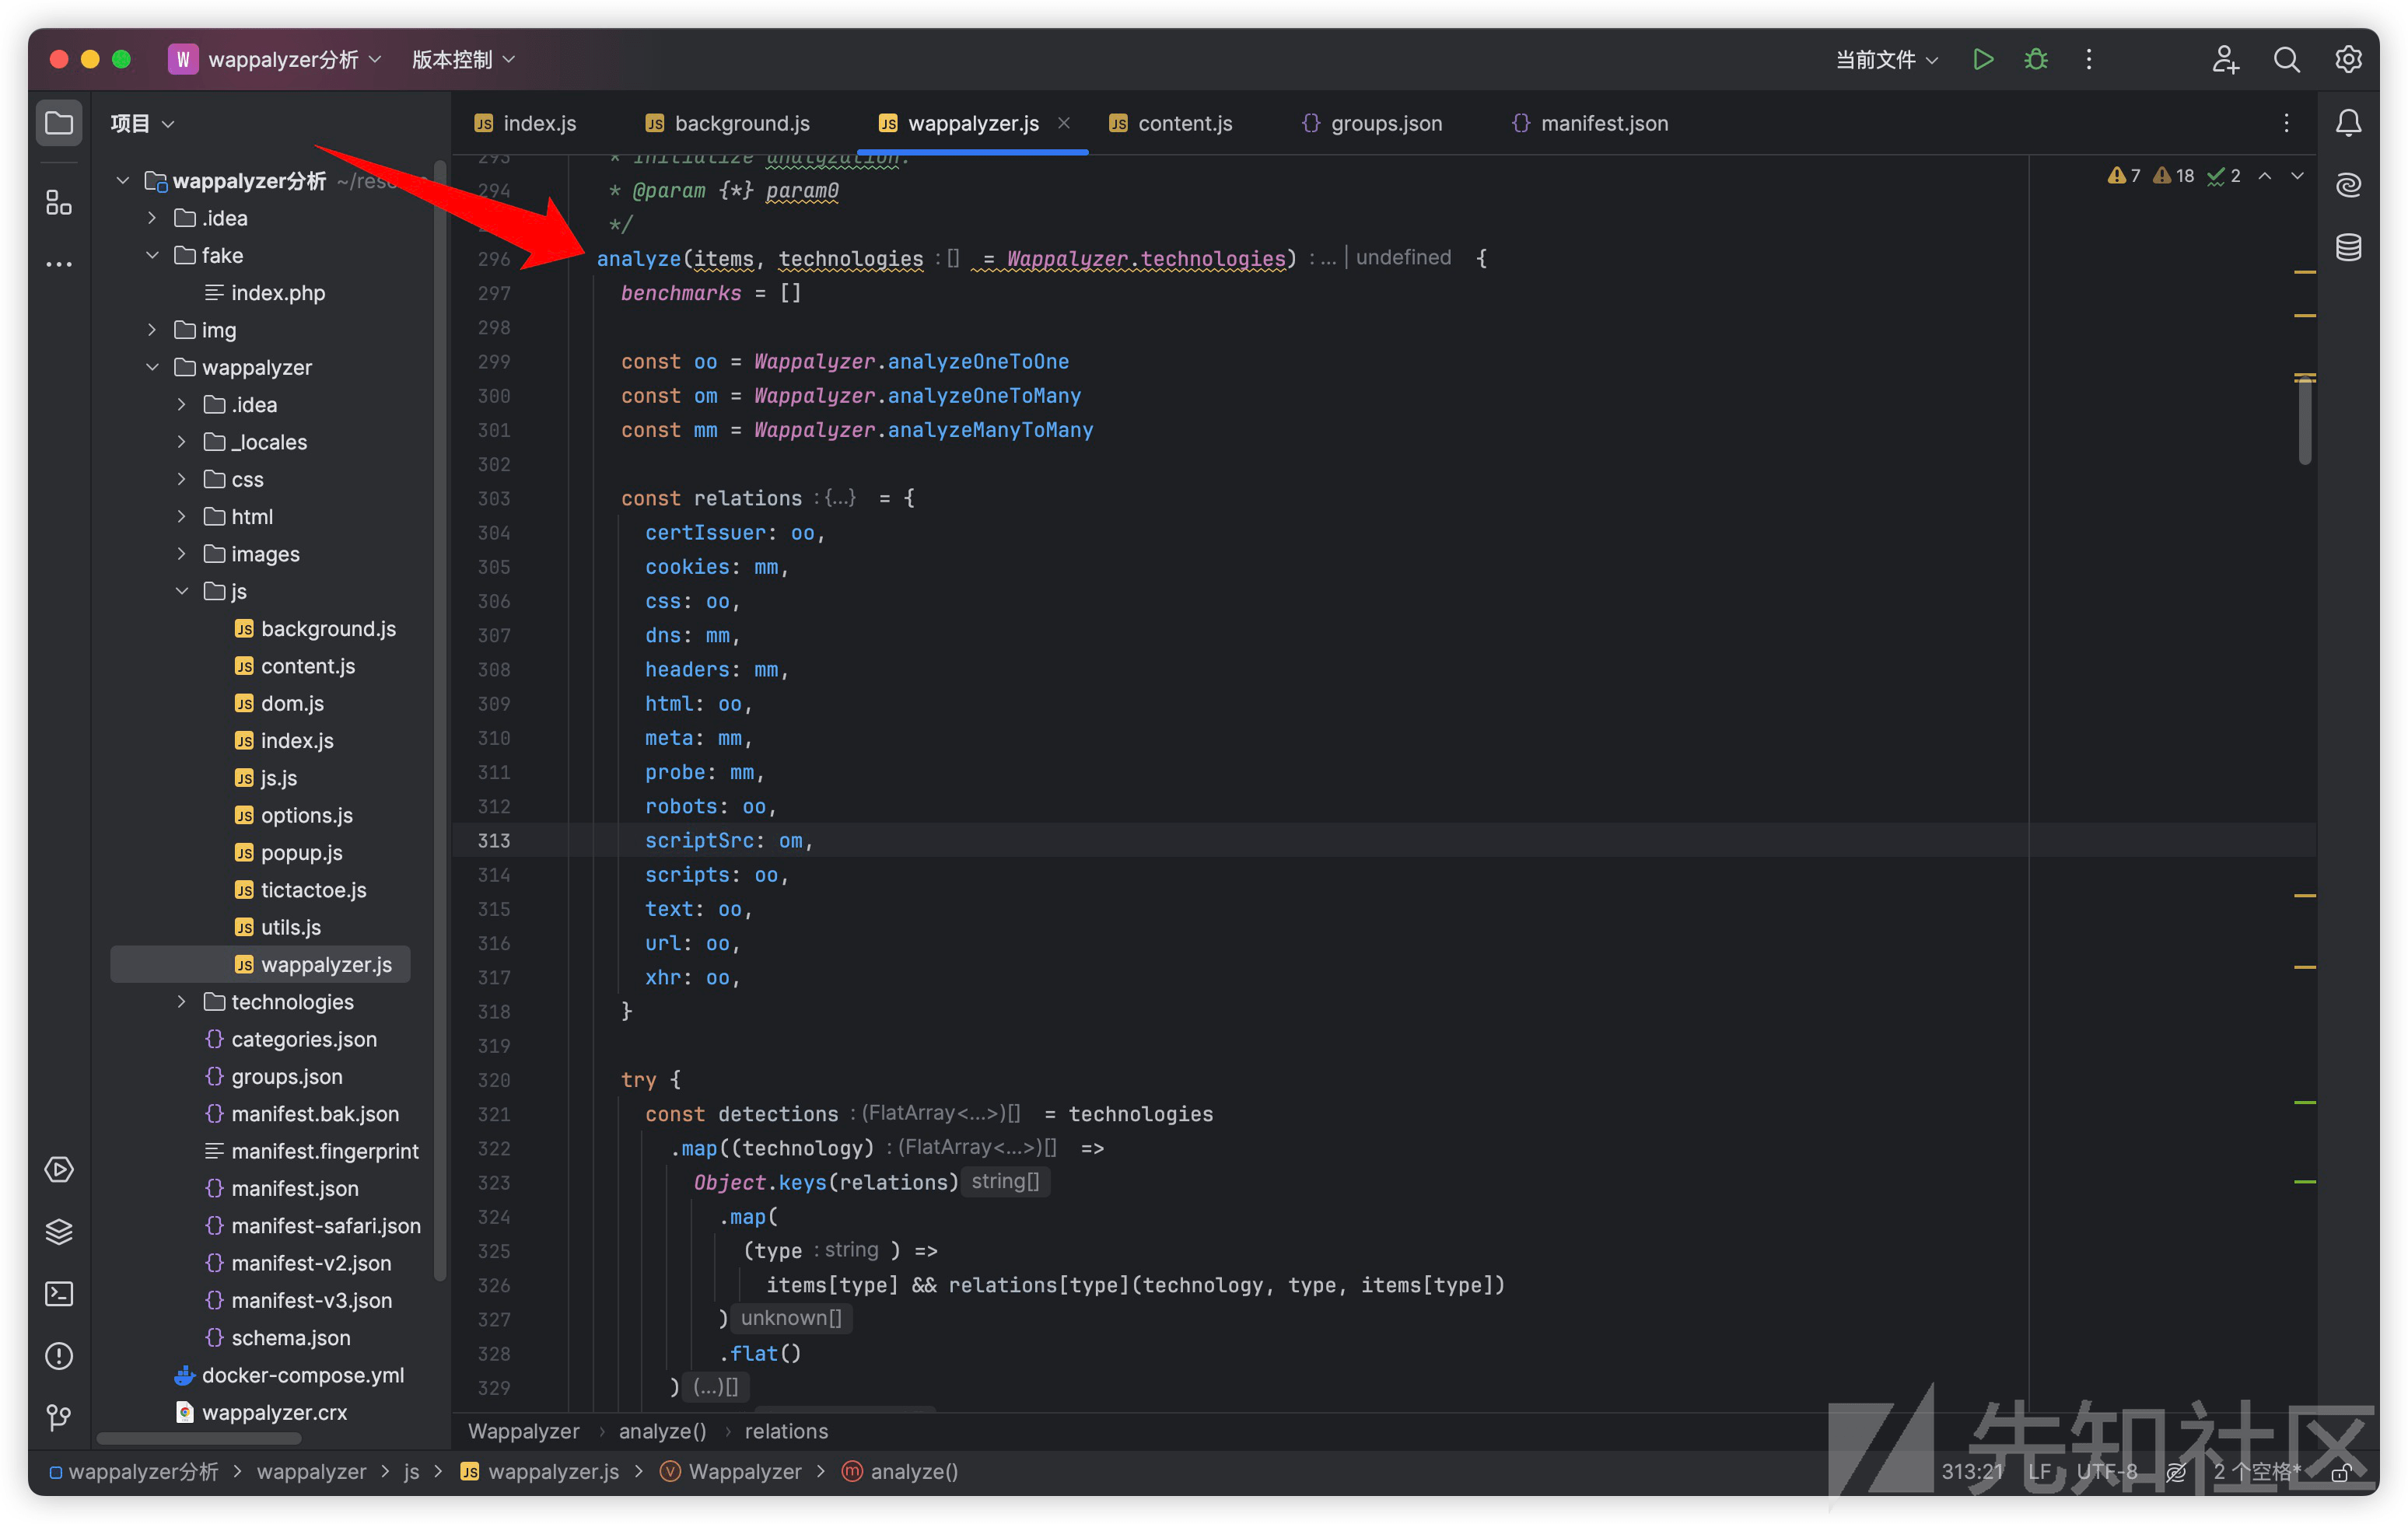 W wappalyzer分析 版本控制 当前文件
项目
index.js background.js wappalyzer.js content.js groups.json manifest.json
wappalyzer分析
.idea
fake
index.php
img
wappalyzer
.idea
_locales
css
html
images
js
background.js
content.js
dom.js
index.js
js.js
options.js
popup.js
tictactoe.js
utils.js
wappalyzer.js
technologies
categories.json
groups.json
manifest.bak.json
manifest.fingerprint
manifest.json
manifest-safari.json
manifest-v2.json
manifest-v3.json
schema.json
docker-compose.yml
wappalyzer.crx
7 18 2
293 * Initialize analyzation.
294 * @param {*} param0
*/
296 analyze(items, technologies :[] = Wappalyzer.technologies) :... | undefined {
297 benchmarks = []
298
299 const oo = Wappalyzer.analyzeOneToOne
300 const om = Wappalyzer.analyzeOneToMany
301 const mm = Wappalyzer.analyzeManyToMany
302
303 const relations :{...} = {
304 certIssuer: oo,
305 cookies: mm,
306 css: oo,
307 dns: mm,
308 headers: mm,
309 html: oo,
310 meta: mm,
311 probe: mm,
312 robots: oo,
313 scriptSrc: om,
314 scripts: oo,
315 text: oo,
316 url: oo,
317 xhr: oo,
318 }
319
320 try {
321 const detections :(FlatArray<...>)[] = technologies
322 .map((technology) :(FlatArray<...>)[] =>
323 Object.keys(relations) string[]
324 .map(
325 (type :string ) =>
326 items[type] && relations[type](technology, type, items[type])
327 ) unknown[]
328 .flat()
329 ) (...)[]
Wappalyzer › analyze() › relations
wappalyzer分析 > wappalyzer > js > wappalyzer.js > Wappalyzer > analyze()
313:21 LF UTF-8 2 个空格*
先知社区